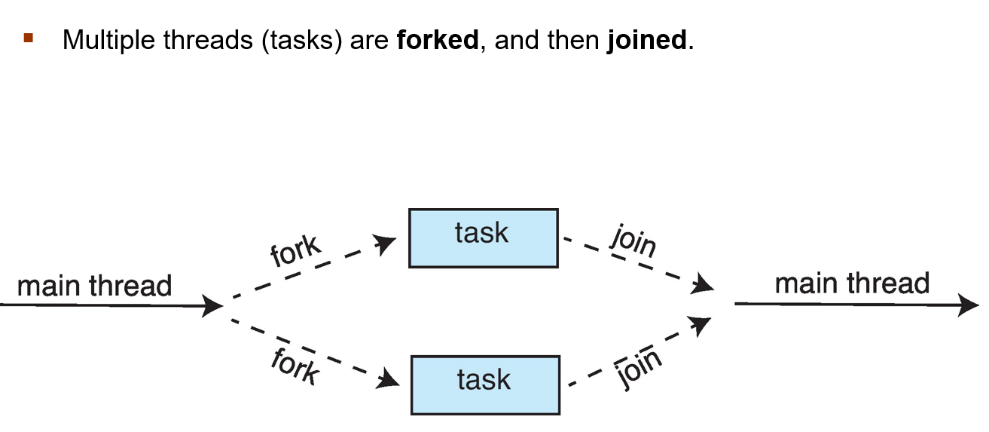 ▪ Multiple threads (tasks) are forked, and then joined.
fork
task
join
main thread
main thread
fork
task
join